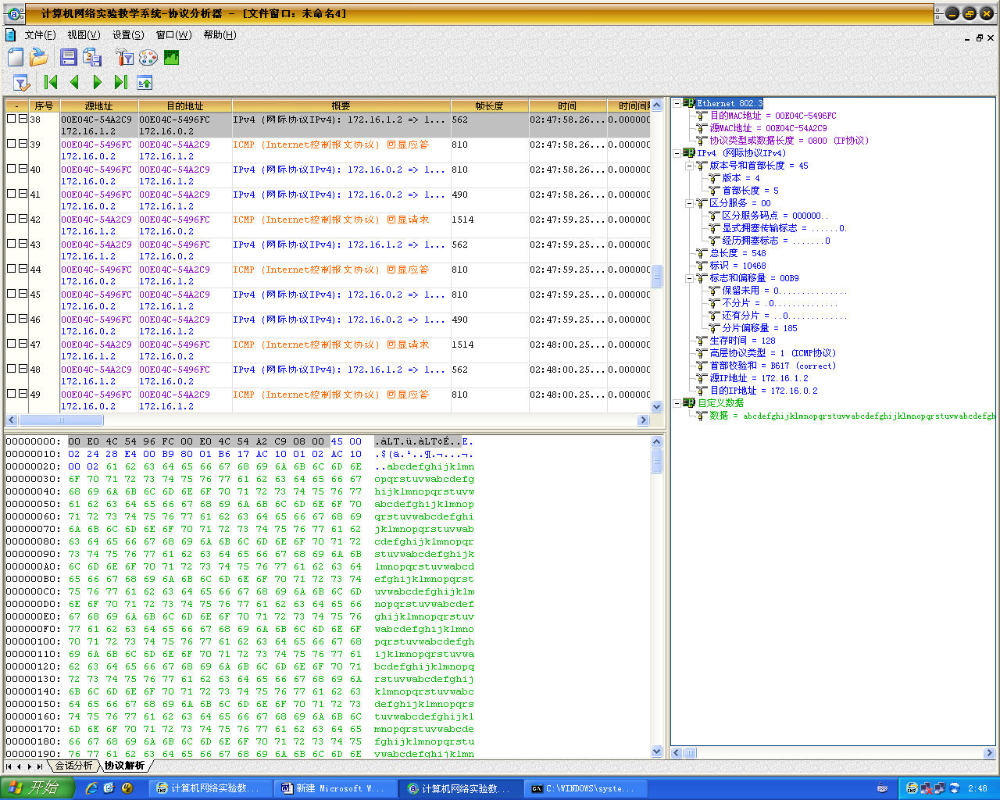 计算机网络实验教学系统-协议分析器 - [文件窗口: 未命名4]
文件(F) 视图(V) 设置(S) 窗口(W) 帮助(H)
- 序号 源地址 目的地址 概要 帧长度 时间 时间间
38 00E04C-54A2C9 00E04C-5496FC IPv4 (网际协议IPv4): 172.16.1.2 => 1... 562 02:47:58.26... 0.00000
172.16.1.2 172.16.0.2
39 00E04C-5496FC 00E04C-54A2C9 ICMP (Internet控制报文协议) 回显应答 810 02:47:58.26... 0.00000
172.16.0.2 172.16.1.2
40 00E04C-5496FC 00E04C-54A2C9 IPv4 (网际协议IPv4): 172.16.0.2 => 1... 810 02:47:58.26... 0.00000
172.16.0.2 172.16.1.2
41 00E04C-5496FC 00E04C-54A2C9 IPv4 (网际协议IPv4): 172.16.0.2 => 1... 490 02:47:58.26... 0.00000
172.16.0.2 172.16.1.2
42 00E04C-54A2C9 00E04C-5496FC ICMP (Internet控制报文协议) 回显请求 1514 02:47:59.25... 0.00000
172.16.1.2 172.16.0.2
43 00E04C-54A2C9 00E04C-5496FC IPv4 (网际协议IPv4): 172.16.1.2 => 1... 562 02:47:59.25... 0.00000
172.16.1.2 172.16.0.2
44 00E04C-5496FC 00E04C-54A2C9 ICMP (Internet控制报文协议) 回显应答 810 02:47:59.25... 0.00000
172.16.0.2 172.16.1.2
45 00E04C-5496FC 00E04C-54A2C9 IPv4 (网际协议IPv4): 172.16.0.2 => 1... 810 02:47:59.25... 0.00000
172.16.0.2 172.16.1.2
46 00E04C-5496FC 00E04C-54A2C9 IPv4 (网际协议IPv4): 172.16.0.2 => 1... 490 02:47:59.25... 0.00000
172.16.0.2 172.16.1.2
47 00E04C-54A2C9 00E04C-5496FC ICMP (Internet控制报文协议) 回显请求 1514 02:48:00.25... 0.00000
172.16.1.2 172.16.0.2
48 00E04C-54A2C9 00E04C-5496FC IPv4 (网际协议IPv4): 172.16.1.2 => 1... 562 02:48:00.25... 0.00000
172.16.1.2 172.16.0.2
49 00E04C-5496FC 00E04C-54A2C9 ICMP (Internet控制报文协议) 回显应答 810 02:48:00.25... 0.00000
172.16.0.2 172.16.1.2
Ethernet 802.3
目的MAC地址 = 00E04C-5496FC
源MAC地址 = 00E04C-54A2C9
协议类型或数据长度 = 0800 (IP协议)
IPv4 (网际协议IPv4)
版本号和首部长度 = 45
版本 = 4
首部长度 = 5
区分服务 = 00
区分服务码点 = 000000..
显式拥塞传输标志 = ......0.
经历拥塞标志 = .......0
总长度 = 548
标识 = 10468
标志和偏移量 = 00B9
保留未用 = 0...............
不分片 = .0..............
还有分片 = ..0.............
分片偏移量 = 185
生存时间 = 128
高层协议类型 = 1 (ICMP协议)
首部校验和 = B617 (correct)
源IP地址 = 172.16.1.2
目的IP地址 = 172.16.0.2
自定义数据
数据 = abcdefghijklmnopqrstuvwabcdefghijklmnopqrstuvwabcdefgh
00000000: 00 E0 4C 54 96 FC 00 E0 4C 54 A2 C9 08 00 45 00 .àLT.ü.àLT¢É..E.
00000010: 02 24 28 E4 00 B9 80 01 B6 17 AC 10 01 02 AC 10 .$(ä.¹..¶.¬...¬.
00000020: 00 02 61 62 63 64 65 66 67 68 69 6A 6B 6C 6D 6E ..abcdefghijklmn
00000030: 6F 70 71 72 73 74 75 76 77 61 62 63 64 65 66 67 opqrstuvwabcdefg
00000040: 68 69 6A 6B 6C 6D 6E 6F 70 71 72 73 74 75 76 77 hijklmnopqrstuvw
00000050: 61 62 63 64 65 66 67 68 69 6A 6B 6C 6D 6E 6F 70 abcdefghijklmnop
00000060: 71 72 73 74 75 76 77 61 62 63 64 65 66 67 68 69 qrstuvwabcdefghi
00000070: 6A 6B 6C 6D 6E 6F 70 71 72 73 74 75 76 77 61 62 jklmnopqrstuvwab
00000080: 63 64 65 66 67 68 69 6A 6B 6C 6D 6E 6F 70 71 72 cdefghijklmnopqr
00000090: 73 74 75 76 77 61 62 63 64 65 66 67 68 69 6A 6B stuvwabcdefghijk
000000A0: 6C 6D 6E 6F 70 71 72 73 74 75 76 77 61 62 63 64 lmnopqrstuvwabcd
000000B0: 65 66 67 68 69 6A 6B 6C 6D 6E 6F 70 71 72 73 74 efghijklmnopqrst
000000C0: 75 76 77 61 62 63 64 65 66 67 68 69 6A 6B 6C 6D uvwabcdefghijklm
000000D0: 6E 6F 70 71 72 73 74 75 76 77 61 62 63 64 65 66 nopqrstuvwabcdef
000000E0: 67 68 69 6A 6B 6C 6D 6E 6F 70 71 72 73 74 75 76 ghijklmnopqrstuv
000000F0: 77 61 62 63 64 65 66 67 68 69 6A 6B 6C 6D 6E 6F wabcdefghijklmno
00000100: 70 71 72 73 74 75 76 77 61 62 63 64 65 66 67 68 pqrstuvwabcdefgh
00000110: 69 6A 6B 6C 6D 6E 6F 70 71 72 73 74 75 76 77 61 ijklmnopqrstuvwa
00000120: 62 63 64 65 66 67 68 69 6A 6B 6C 6D 6E 6F 70 71 bcdefghijklmnopq
00000130: 72 73 74 75 76 77 61 62 63 64 65 66 67 68 69 6A rstuvwabcdefghij
00000140: 6B 6C 6D 6E 6F 70 71 72 73 74 75 76 77 61 62 63 klmnopqrstuvwabc
00000150: 64 65 66 67 68 69 6A 6B 6C 6D 6E 6F 70 71 72 73 defghijklmnopqrs
00000160: 74 75 76 77 61 62 63 64 65 66 67 68 69 6A 6B 6C tuvwabcdefghijkl
00000170: 6D 6E 6F 70 71 72 73 74 75 76 77 61 62 63 64 65 mnopqrstuvwabcde
00000180: 66 67 68 69 6A 6B 6C 6D 6E 6F 70 71 72 73 74 75 fghijklmnopqrstu
00000190: 76 77 61 62 63 64 65 66 67 68 69 6A 6B 6C 6D 6E vwabcdefghijklmn
会话分析 协议解析
开始 计算机网络实验教... 新建 Microsoft W... 计算机网络实验教... C:\WINDOWS\syste... 2:48